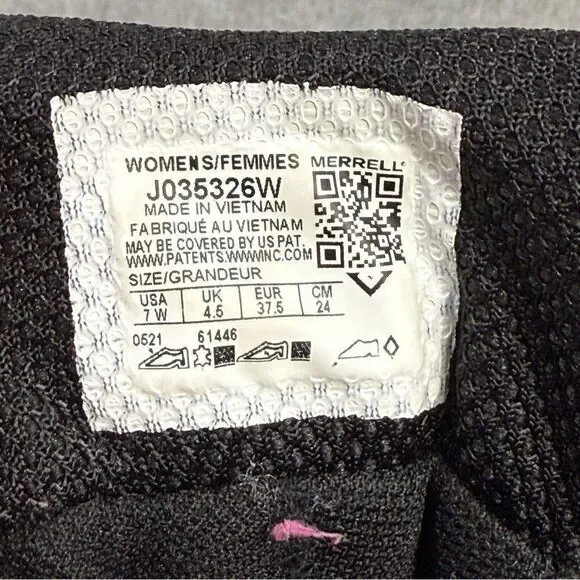 WOMENS/FEMMES MERRELL
J035326W
MADE IN VIETNAM
FABRIQUÉ AU VIETNAM
MAY BE COVERED BY US PAT.
WWW.PATENTS.WWWINC.COM
SIZE/GRANDEUR
USA UK EUR CM
7 W 4.5 37.5 24
0521 61446